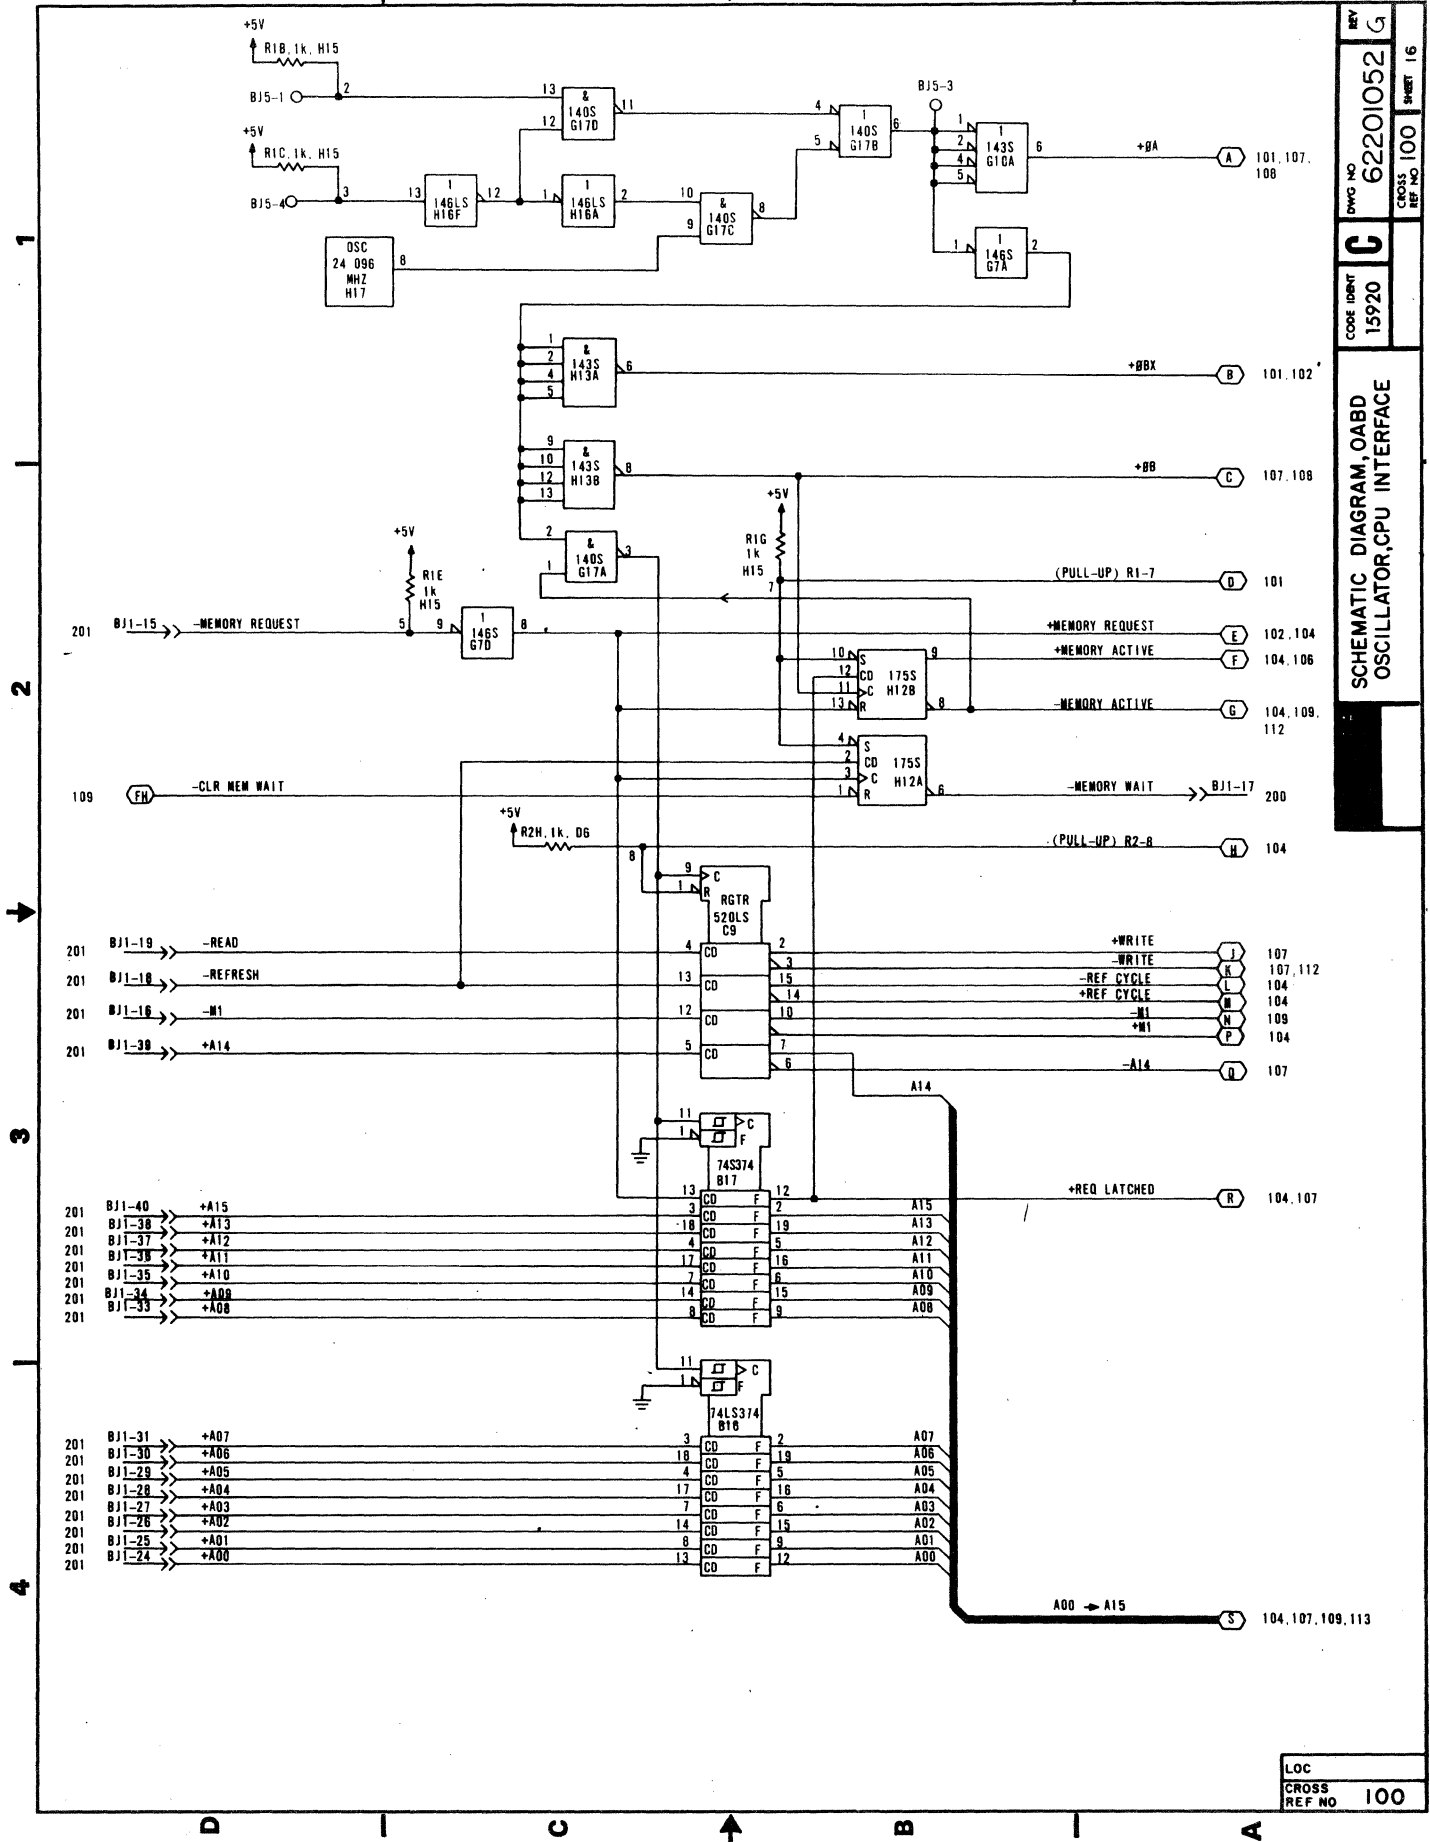 +5V
R1B, 1k, H15
BJ5-1
2
13
12
&
140S
G17D
11
+5V
R1C, 1k, H15
BJ5-4
3
13
1
146LS
H16F
12
1
1
146LS
H16A
2
10
9
&
140S
G17C
8
OSC
24 096
MHZ
H17
8
4
5
1
140S
G17B
6
BJ5-3
1
2
4
5
1
143S
G10A
6
+ØA
A
101,107,
108
1
1
146S
G7A
2
1
2
4
5
&
143S
H13A
6
+ØBX
B
101,102
9
10
12
13
&
143S
H13B
8
+ØB
C
107,108
2
1
&
140S
G17A
3
+5V
R1G
1k
H15
7
(PULL-UP) R1-7
D
101
+5V
R1E
1k
H15
201
BJ1-15
-MEMORY REQUEST
5
9
1
146S
G7D
8
+MEMORY REQUEST
E
102,104
10
12
11
13
S
CD
C
R
175S
H12B
9
8
+MEMORY ACTIVE
F
104,106
-MEMORY ACTIVE
G
104,109,
112
4
2
3
1
S
CD
C
R
175S
H12A
6
109
FH
-CLR MEM WAIT
-MEMORY WAIT
BJ1-17
200
+5V
R2H, 1k, D6
8
(PULL-UP) R2-8
H
104
9
C
1
R
RGTR
520LS
C9
201 BJ1-19 -READ 4 CD 2 +WRITE J 107
3 -WRITE K 107,112
201 BJ1-18 -REFRESH 13 CD 15 -REF CYCLE L 104
14 +REF CYCLE M 104
201 BJ1-16 -M1 12 CD 10 -M1 N 109
+M1 P 104
201 BJ1-39 +A14 5 CD 7
6 -A14 Q 107
A14
11
C
1
F
74S374
B17
13 CD F 12 +REQ LATCHED R 104,107
201 BJ1-40 +A15 3 CD F 2 A15
201 BJ1-38 +A13 18 CD F 19 A13
201 BJ1-37 +A12 4 CD F 5 A12
201 BJ1-36 +A11 17 CD F 16 A11
201 BJ1-35 +A10 7 CD F 6 A10
201 BJ1-34 +A09 14 CD F 15 A09
201 BJ1-33 +A08 8 CD F 9 A08
11
C
1
F
74LS374
B16
201 BJ1-31 +A07 3 CD F 2 A07
201 BJ1-30 +A06 18 CD F 19 A06
201 BJ1-29 +A05 4 CD F 5 A05
201 BJ1-28 +A04 17 CD F 16 A04
201 BJ1-27 +A03 7 CD F 6 A03
201 BJ1-26 +A02 14 CD F 15 A02
201 BJ1-25 +A01 8 CD F 9 A01
201 BJ1-24 +A00 13 CD F 12 A00
A00 → A15
S
104,107,109,113
1
2
3
4
D
C
B
A
SCHEMATIC DIAGRAM, OABD
OSCILLATOR, CPU INTERFACE
CODE IDENT
15920
C
DWG NO
62201052
REV
G
CROSS
REF NO 100
SHEET 16
LOC
CROSS
REF NO 100